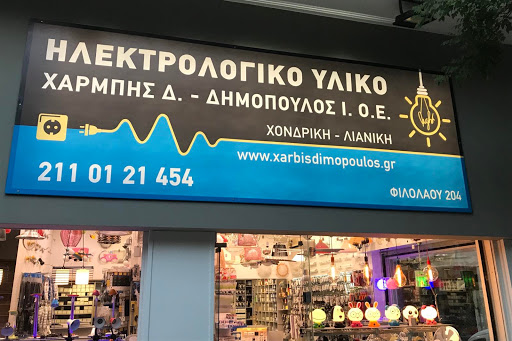 ΗΛΕΚΤΡΟΛΟΓΙΚΟ ΥΛΙΚΟ
ΧΑΡΜΠΗΣ Δ. - ΔΗΜΟΠΟΥΛΟΣ Ι. Ο.Ε.
ΧΟΝΔΡΙΚΗ - ΛΙΑΝΙΚΗ
www.xarbisdimopoulos.gr
211 01 21 454
ΦΙΛΟΛΑΟΥ 204